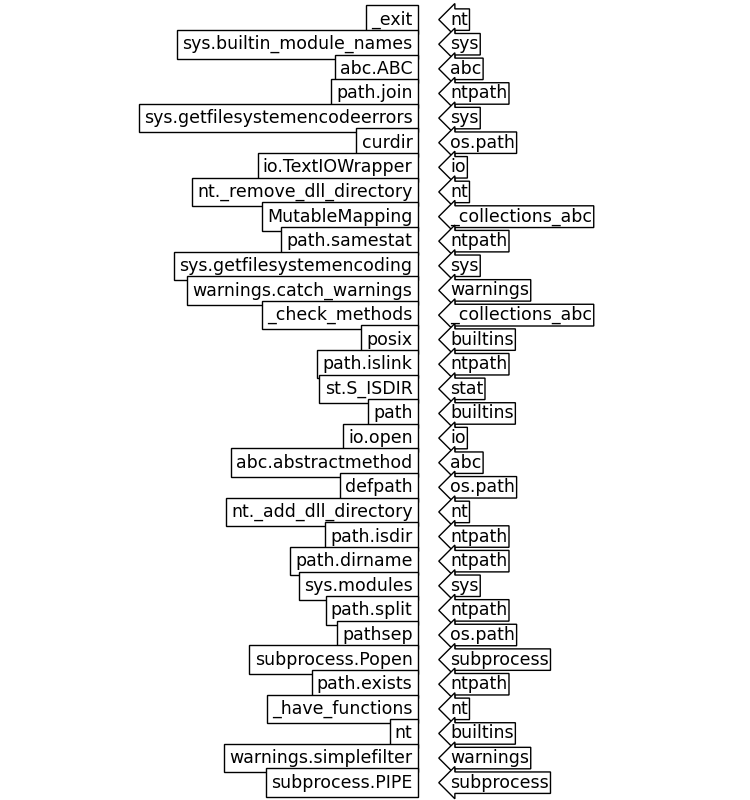 _exit nt
sys.builtin_module_names sys
abc.ABC abc
path.join ntpath
sys.getfilesystemencodeerrors sys
curdir os.path
io.TextIOWrapper io
nt._remove_dll_directory nt
MutableMapping _collections_abc
path.samestat ntpath
sys.getfilesystemencoding sys
warnings.catch_warnings warnings
_check_methods _collections_abc
posix builtins
path.islink ntpath
st.S_ISDIR stat
path builtins
io.open io
abc.abstractmethod abc
defpath os.path
nt._add_dll_directory nt
path.isdir ntpath
path.dirname ntpath
sys.modules sys
path.split ntpath
pathsep os.path
subprocess.Popen subprocess
path.exists ntpath
_have_functions nt
nt builtins
warnings.simplefilter warnings
subprocess.PIPE subprocess